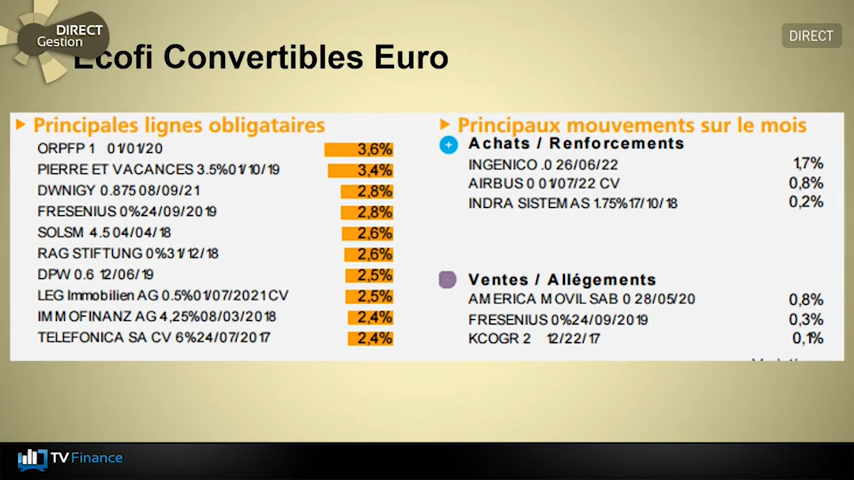 DIRECT
Gestion
DIRECT
Ecofi Convertibles Euro
Principales lignes obligataires
ORPFP 1 01/01/20 3,6%
PIERRE ET VACANCES 3.5%01/10/19 3,4%
DWNIGY 0.875 08/09/21 2,8%
FRESENIUS 0%24/09/2019 2,8%
SOLSM 4.5 04/04/18 2,6%
RAG STIFTUNG 0%31/12/18 2,6%
DPW 0.6 12/06/19 2,5%
LEG Immobilien AG 0.5%01/07/2021 CV 2,5%
IMMOFINANZ AG 4,25%08/03/2018 2,4%
TELEFONICA SA CV 6%24/07/2017 2,4%
Principaux mouvements sur le mois
Achats / Renforcements
INGENICO .0 26/06/22 1,7%
AIRBUS 0 01/07/22 CV 0,8%
INDRA SISTEMAS 1.75%17/10/18 0,2%
Ventes / Allégements
AMERICA MOVIL SAB 0 28/05/20 0,8%
FRESENIUS 0%24/09/2019 0,3%
KCOGR 2 12/22/17 0,1%
TV Finance